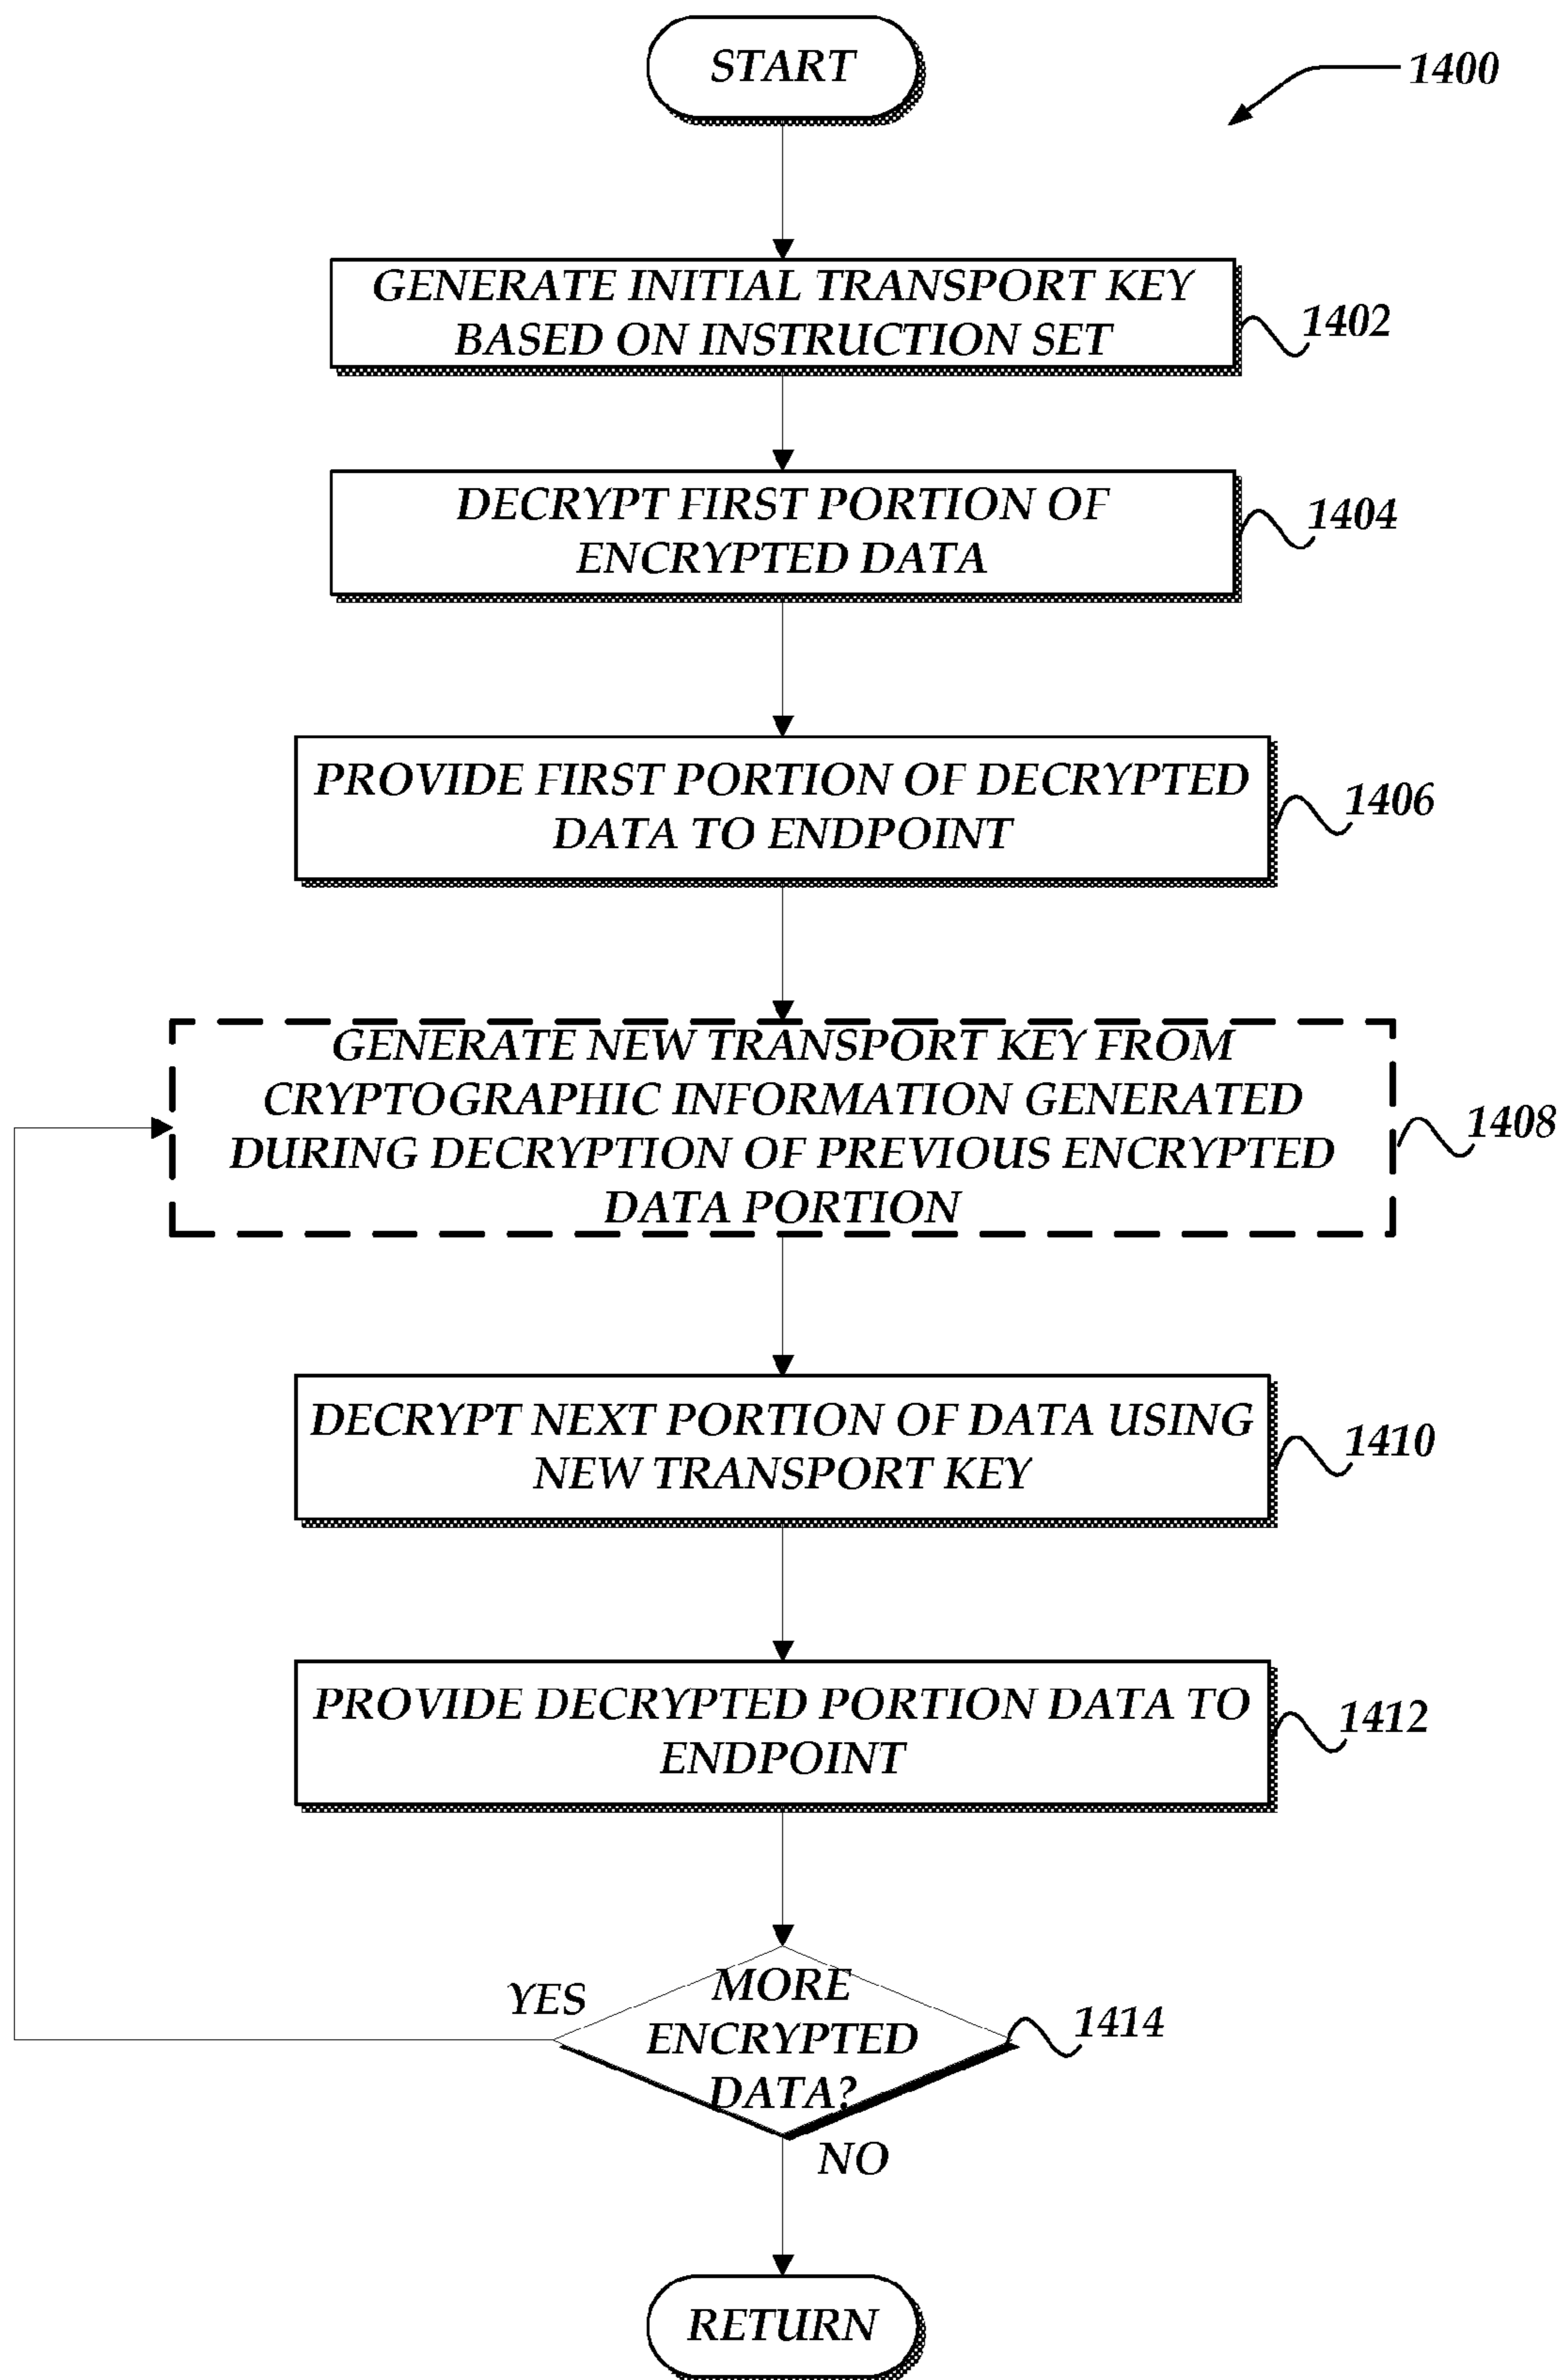 START
1400
GENERATE INITIAL TRANSPORT KEY
BASED ON INSTRUCTION SET
1402
DECRYPT FIRST PORTION OF
ENCRYPTED DATA
1404
PROVIDE FIRST PORTION OF DECRYPTED
DATA TO ENDPOINT
1406
GENERATE NEW TRANSPORT KEY FROM
CRYPTOGRAPHIC INFORMATION GENERATED
DURING DECRYPTION OF PREVIOUS ENCRYPTED
DATA PORTION
1408
DECRYPT NEXT PORTION OF DATA USING
NEW TRANSPORT KEY
1410
PROVIDE DECRYPTED PORTION DATA TO
ENDPOINT
1412
YES
MORE
ENCRYPTED
DATA?
1414
NO
RETURN